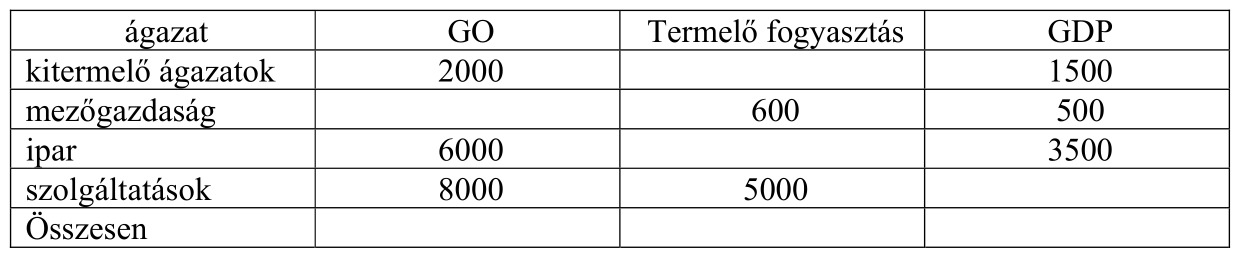 ágazat GO Termelő fogyasztás GDP
kitermelő ágazatok 2000 1500
mezőgazdaság 600 500
ipar 6000 3500
szolgáltatások 8000 5000
Összesen